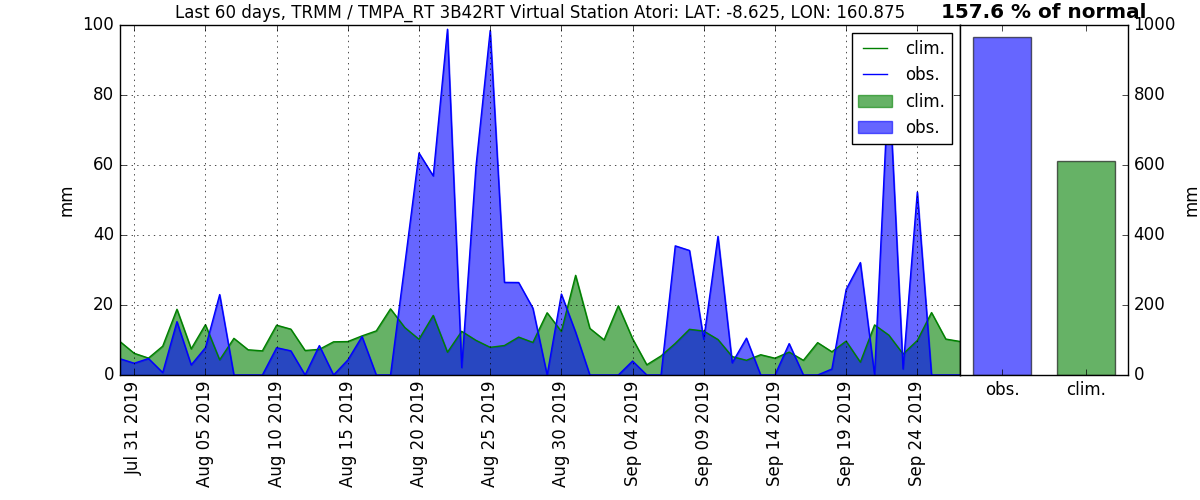 Last 60 days, TRMM / TMPA_RT 3B42RT Virtual Station Atori: LAT: -8.625, LON: 160.875
157.6 % of normal
100
80
60
40
20
0
mm
clim.
obs.
clim.
obs.
Jul 31 2019
Aug 05 2019
Aug 10 2019
Aug 15 2019
Aug 20 2019
Aug 25 2019
Aug 30 2019
Sep 04 2019
Sep 09 2019
Sep 14 2019
Sep 19 2019
Sep 24 2019
1000
800
600
400
200
0
mm
obs.
clim.